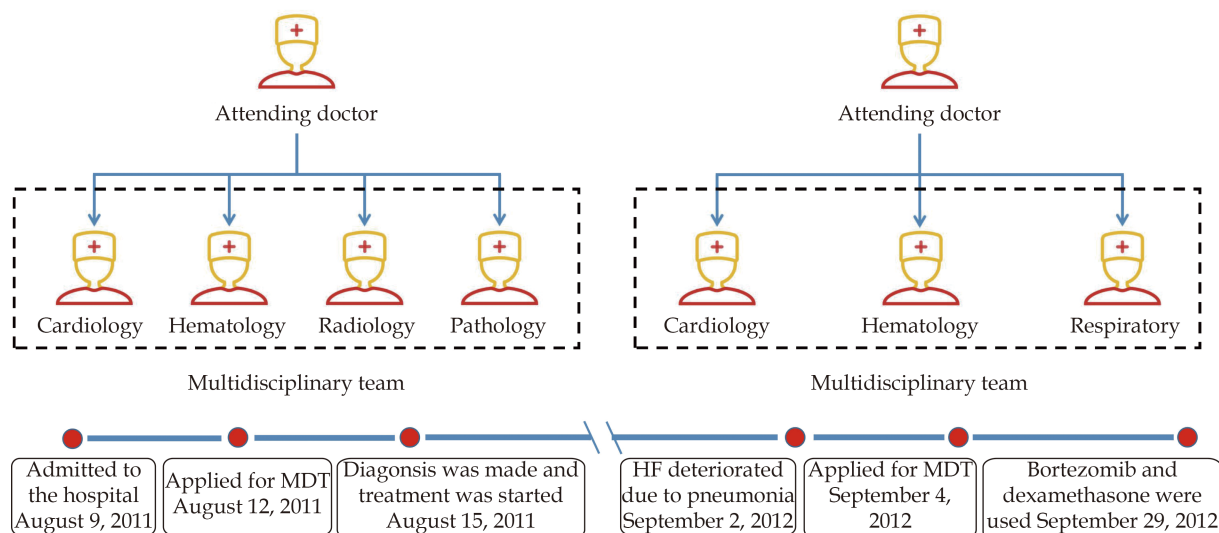 Attending doctor
Cardiology
Hematology
Radiology
Pathology
Multidisciplinary team
Attending doctor
Cardiology
Hematology
Respiratory
Multidisciplinary team
Admitted to
the hospital
August 9, 2011
Applied for MDT
August 12, 2011
Diagonsis was made and
treatment was started
August 15, 2011
HF deteriorated
due to pneumonia
September 2, 2012
Applied for MDT
September 4,
2012
Bortezomib and
dexamethasone were
used September 29, 2012